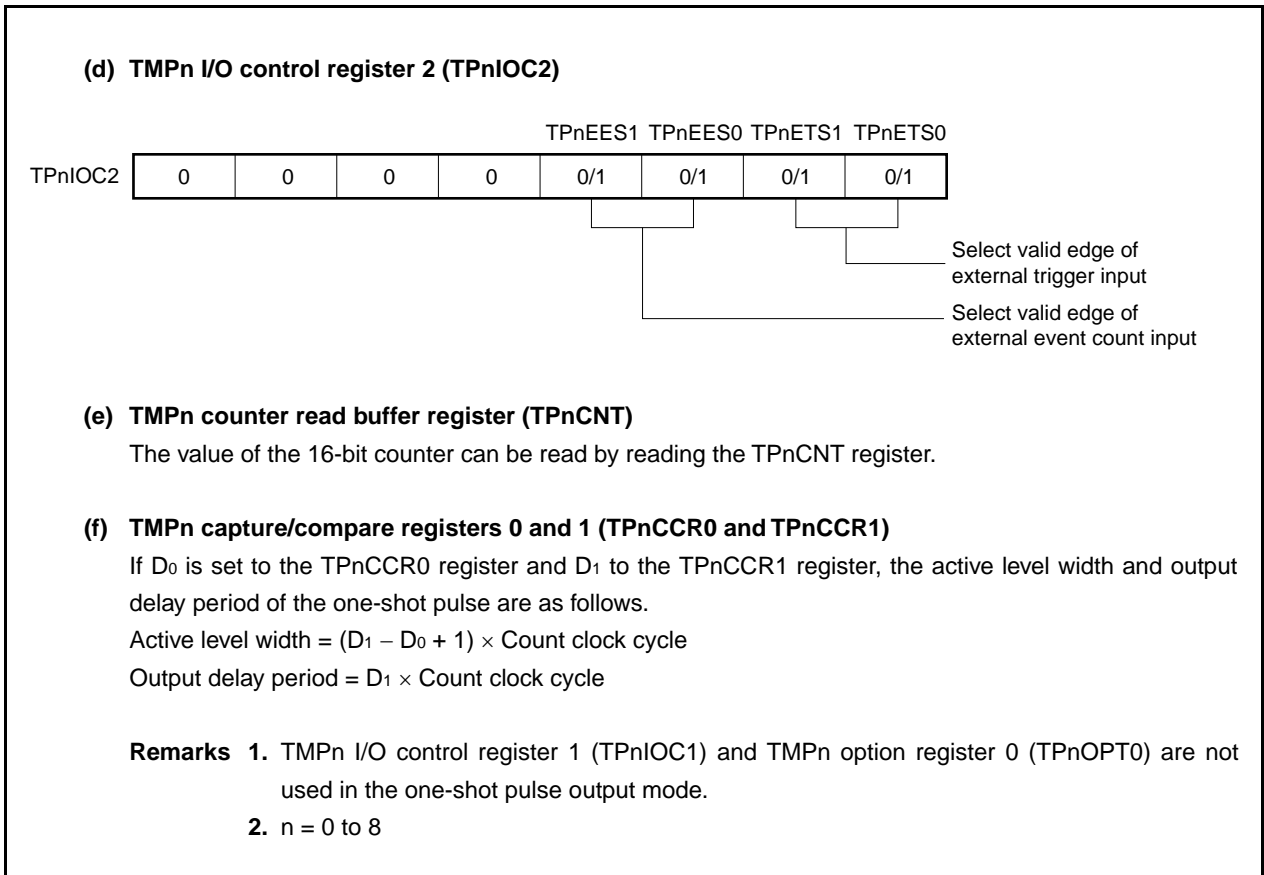 (d) TMPn I/O control register 2 (TPnIOC2)
TPnEES1 TPnEES0 TPnETS1 TPnETS0
TPnIOC2 0 0 0 0 0/1 0/1 0/1 0/1
Select valid edge of
external trigger input
Select valid edge of
external event count input
(e) TMPn counter read buffer register (TPnCNT)
The value of the 16-bit counter can be read by reading the TPnCNT register.
(f) TMPn capture/compare registers 0 and 1 (TPnCCR0 and TPnCCR1)
If D0 is set to the TPnCCR0 register and D1 to the TPnCCR1 register, the active level width and output
delay period of the one-shot pulse are as follows.
Active level width = (D1 − D0 + 1) × Count clock cycle
Output delay period = D1 × Count clock cycle
Remarks 1. TMPn I/O control register 1 (TPnIOC1) and TMPn option register 0 (TPnOPT0) are not
used in the one-shot pulse output mode.
2. n = 0 to 8